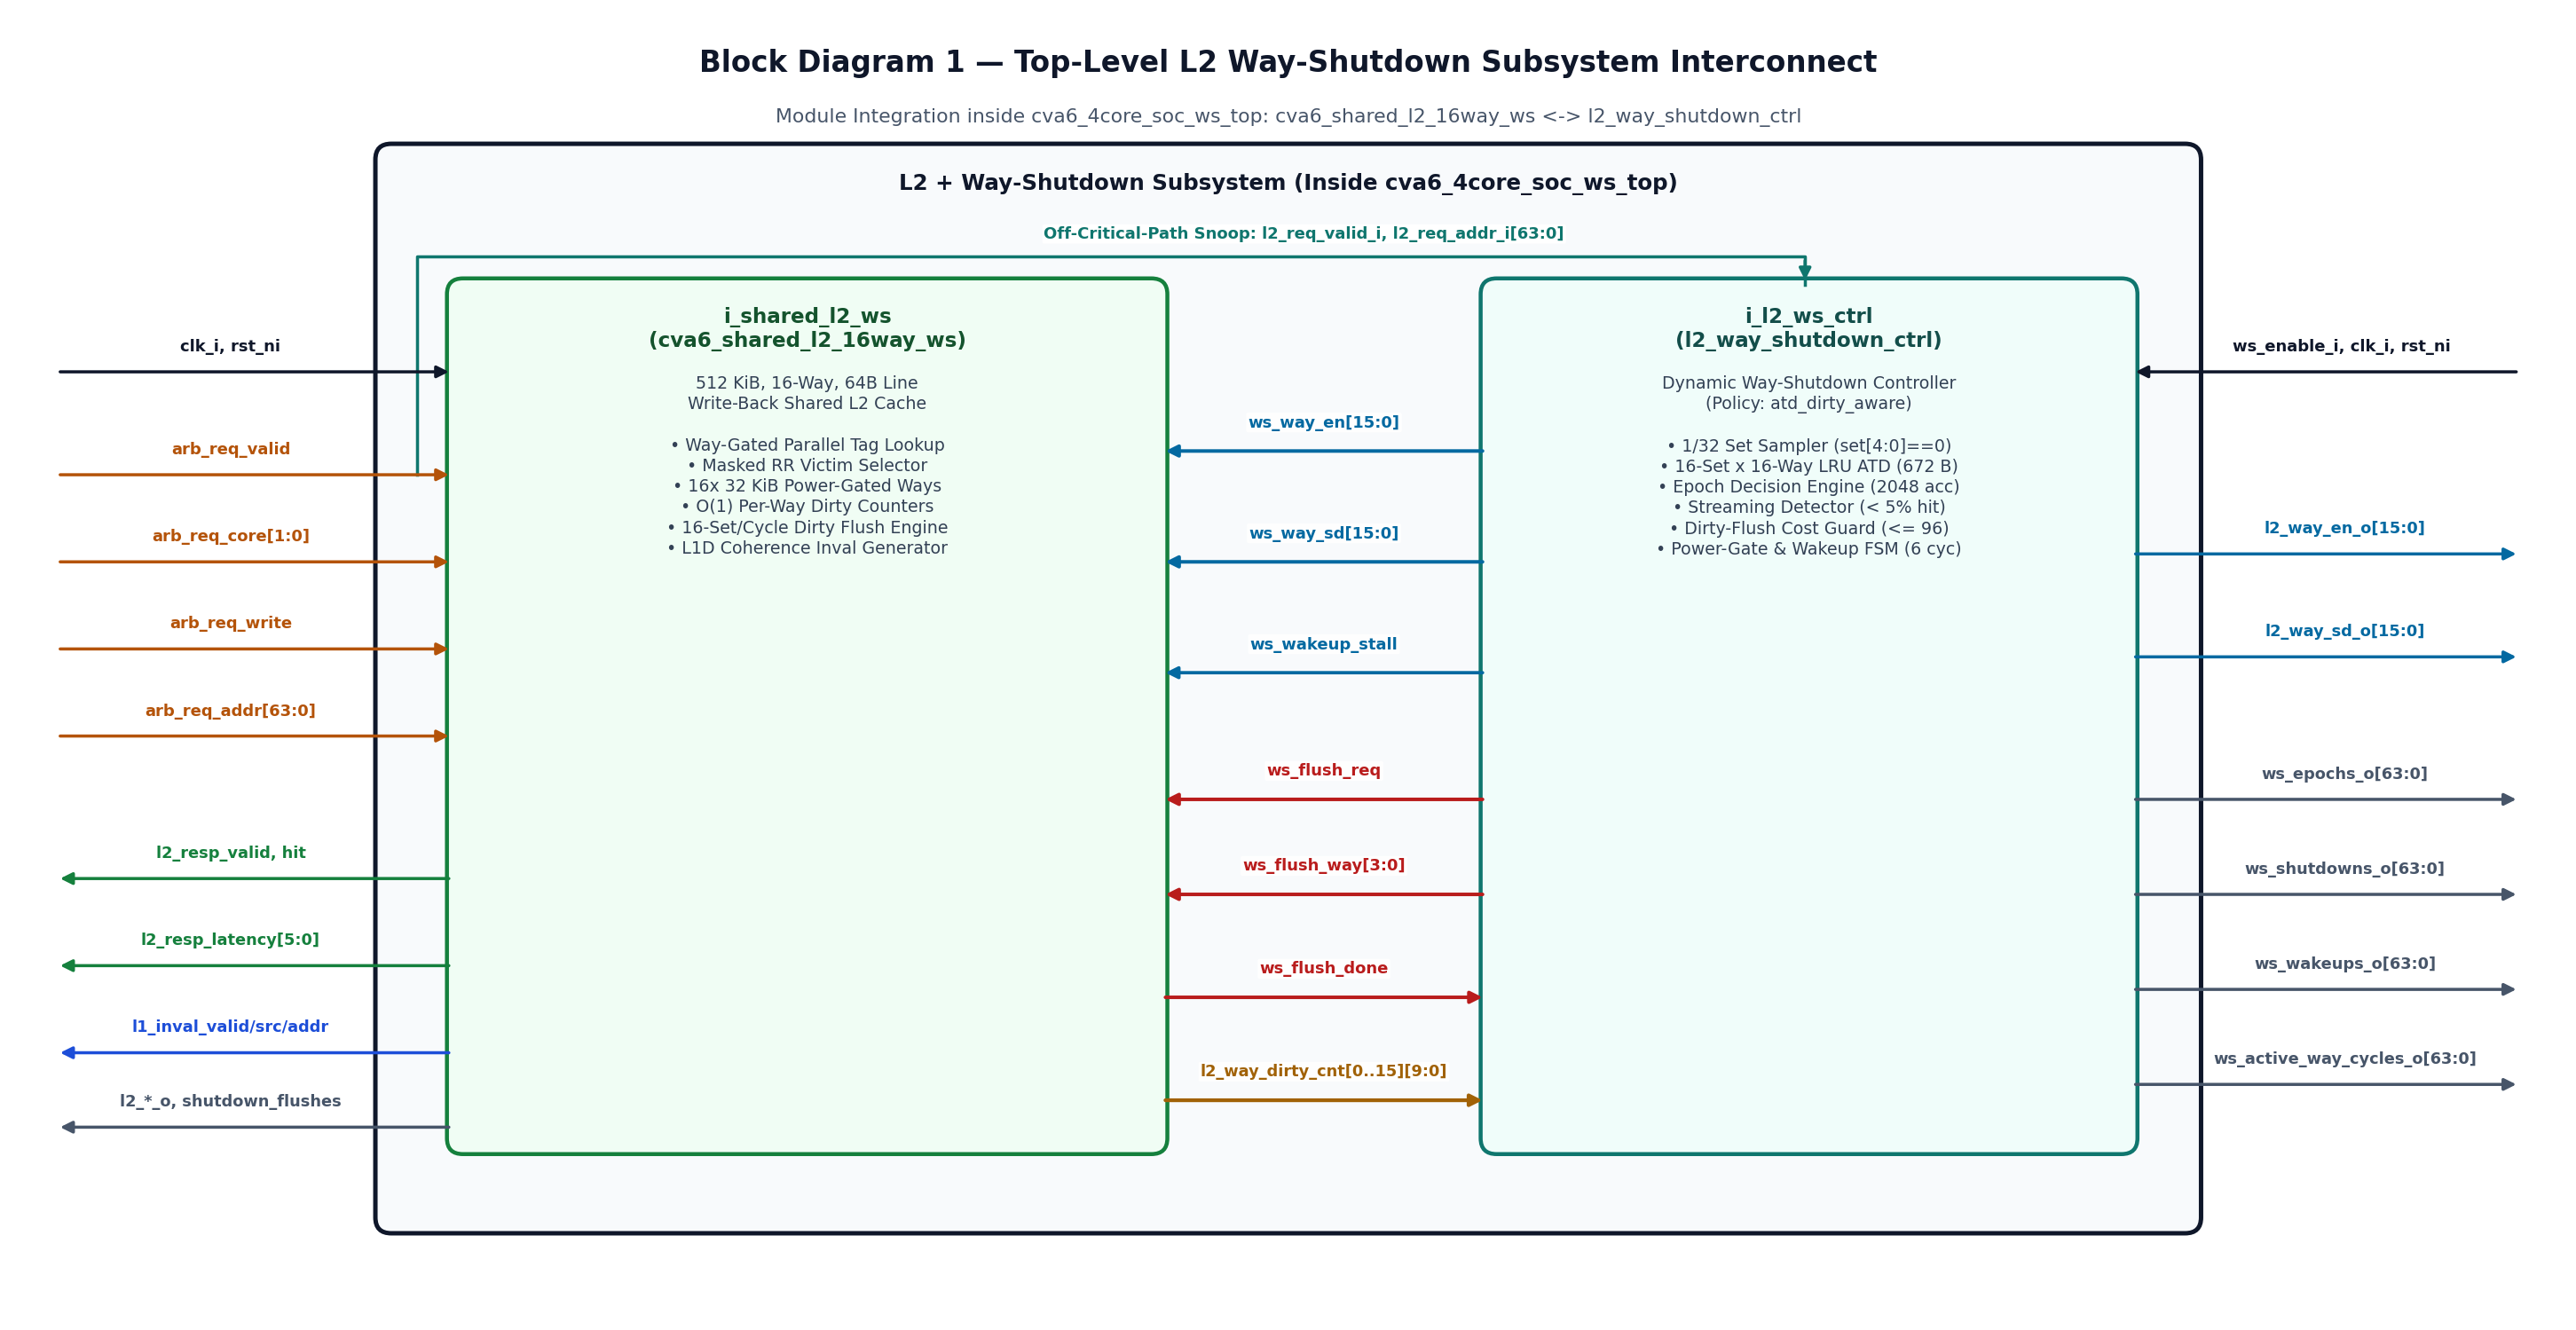 Block Diagram 1 — Top-Level L2 Way-Shutdown Subsystem Interconnect
Module Integration inside cva6_4core_soc_ws_top: cva6_shared_l2_16way_ws <-> l2_way_shutdown_ctrl
L2 + Way-Shutdown Subsystem (Inside cva6_4core_soc_ws_top)
Off-Critical-Path Snoop: l2_req_valid_i, l2_req_addr_i[63:0]
clk_i, rst_ni
arb_req_valid
arb_req_core[1:0]
arb_req_write
arb_req_addr[63:0]
l2_resp_valid, hit
l2_resp_latency[5:0]
l1_inval_valid/src/addr
l2_*_o, shutdown_flushes
i_shared_l2_ws
(cva6_shared_l2_16way_ws)
512 KiB, 16-Way, 64B Line
Write-Back Shared L2 Cache
• Way-Gated Parallel Tag Lookup
• Masked RR Victim Selector
• 16x 32 KiB Power-Gated Ways
• O(1) Per-Way Dirty Counters
• 16-Set/Cycle Dirty Flush Engine
• L1D Coherence Inval Generator
ws_way_en[15:0]
ws_way_sd[15:0]
ws_wakeup_stall
ws_flush_req
ws_flush_way[3:0]
ws_flush_done
l2_way_dirty_cnt[0..15][9:0]
i_l2_ws_ctrl
(l2_way_shutdown_ctrl)
Dynamic Way-Shutdown Controller
(Policy: atd_dirty_aware)
• 1/32 Set Sampler (set[4:0]==0)
• 16-Set x 16-Way LRU ATD (672 B)
• Epoch Decision Engine (2048 acc)
• Streaming Detector (< 5% hit)
• Dirty-Flush Cost Guard (<= 96)
• Power-Gate & Wakeup FSM (6 cyc)
ws_enable_i, clk_i, rst_ni
l2_way_en_o[15:0]
l2_way_sd_o[15:0]
ws_epochs_o[63:0]
ws_shutdowns_o[63:0]
ws_wakeups_o[63:0]
ws_active_way_cycles_o[63:0]